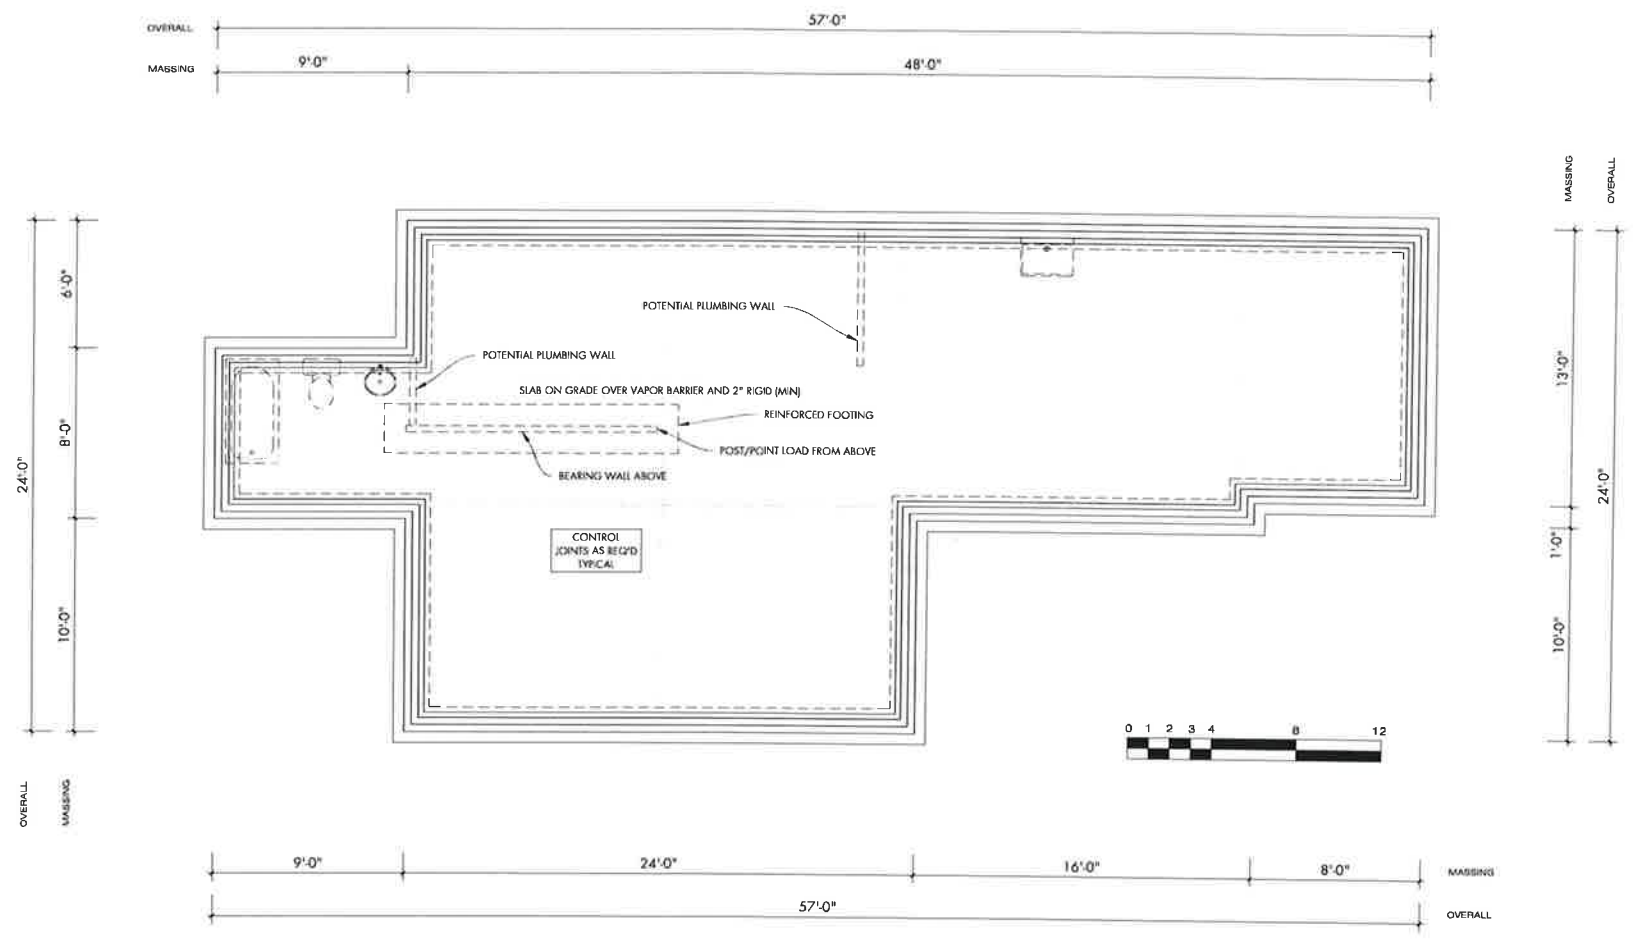 OVERALL
57'-0"
MASSING
9'-0"
48'-0"
MASSING
OVERALL
6'-0"
8'-0"
24'-0"
10'-0"
POTENTIAL PLUMBING WALL
POTENTIAL PLUMBING WALL
SLAB ON GRADE OVER VAPOR BARRIER AND 2" RIGID (MIN)
REINFORCED FOOTING
POST/POINT LOAD FROM ABOVE
BEARING WALL ABOVE
CONTROL
JOINTS AS REQ'D
TYPICAL
13'-0"
24'-0"
1'-0"
10'-0"
0 1 2 3 4 8 12
OVERALL
MASSING
9'-0"
24'-0"
16'-0"
8'-0"
MASSING
57'-0"
OVERALL